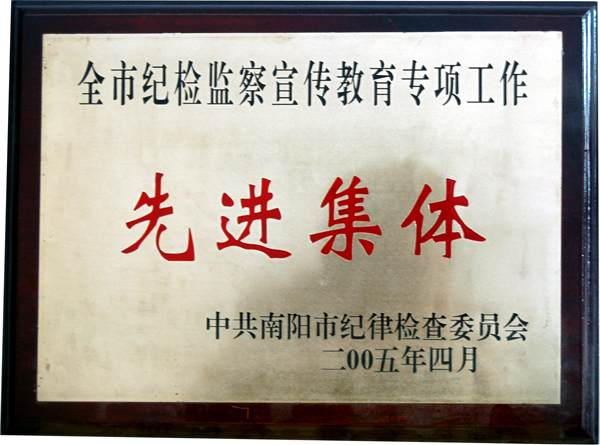 全市纪检监察宣传教育专项工作
先进集体
中共南阳市纪律检查委员会
二00五年四月